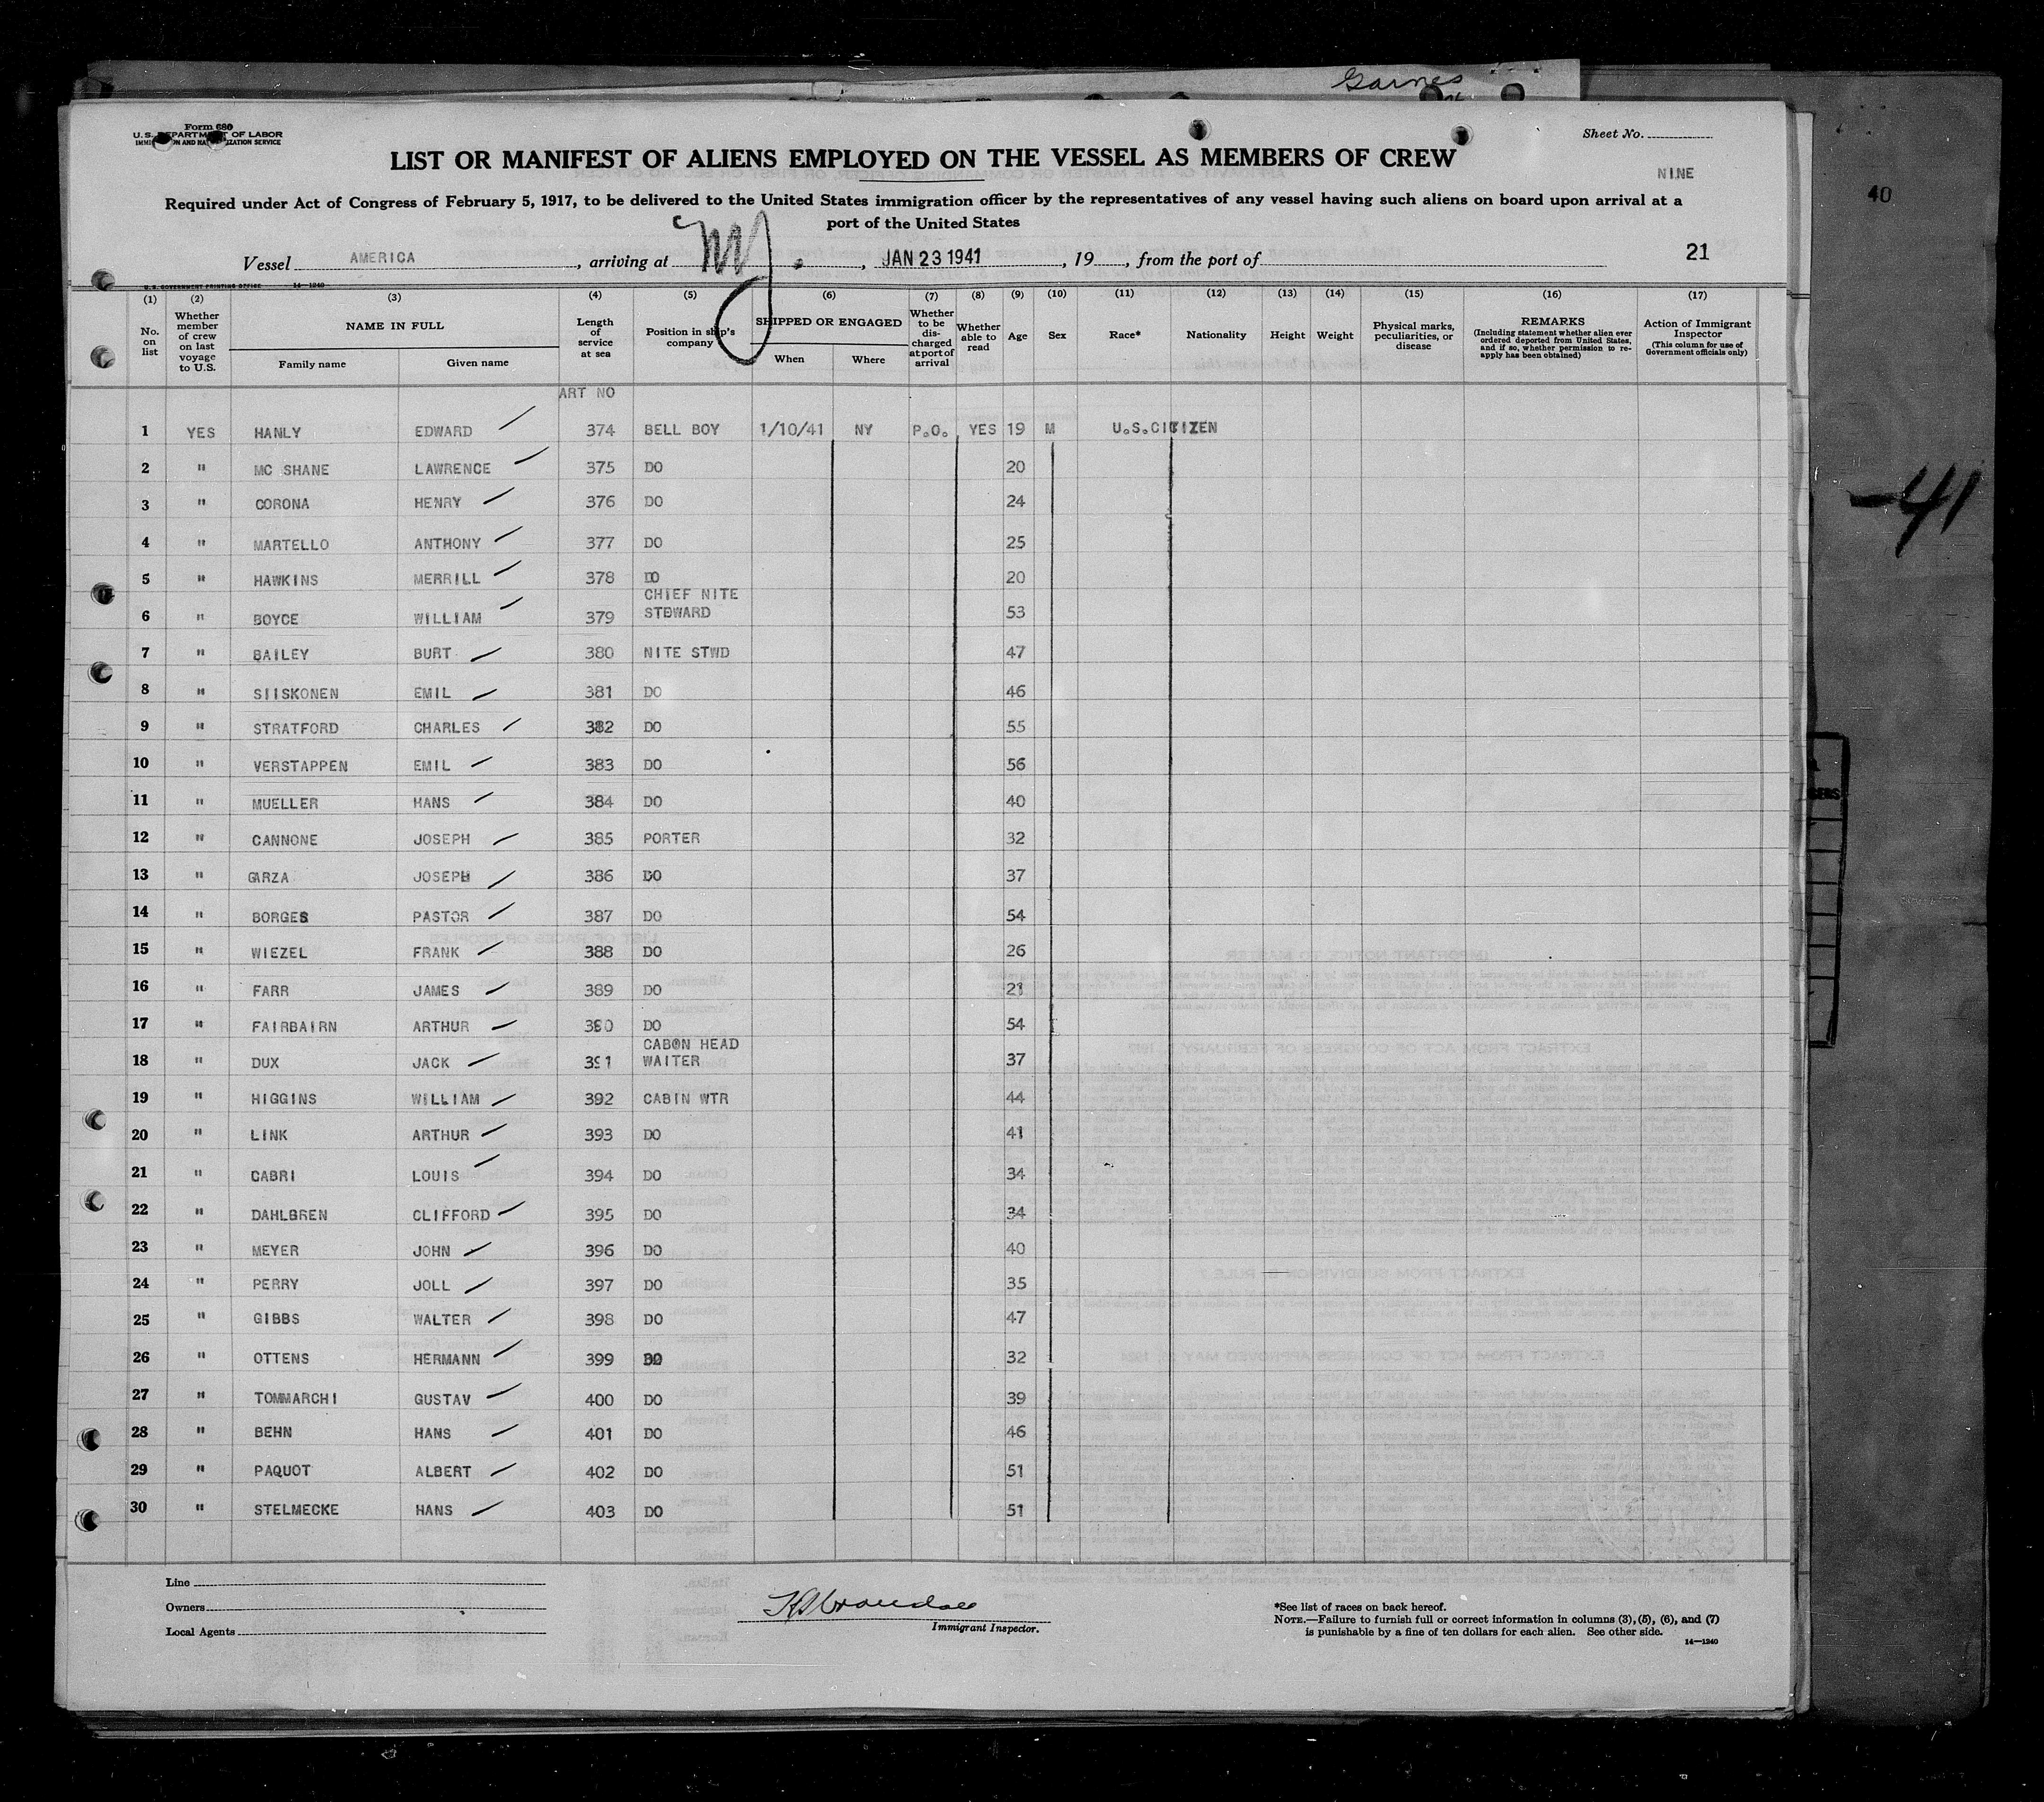 Garnes
Form 680
U.S. DEPARTMENT OF LABOR
IMMIGRATION AND NATURALIZATION SERVICE
Sheet No.
NINE
40
LIST OR MANIFEST OF ALIENS EMPLOYED ON THE VESSEL AS MEMBERS OF CREW
Required under Act of Congress of February 5, 1917, to be delivered to the United States immigration officer by the representatives of any vessel having such aliens on board upon arrival at a
port of the United States
Vessel AMERICA, arriving at NY., JAN 23 1941, 19, from the port of
21
U. S. GOVERNMENT PRINTING OFFICE 14—1240
(1) (2) (3) (4) (5) (6) (7) (8) (9) (10) (11) (12) (13) (14) (15) (16) (17)
No. on list
Whether member of crew on last voyage to U.S.
NAME IN FULL
Family name
Given name
Length of service at sea
Position in ship's company
SHIPPED OR ENGAGED
When
Where
Whether to be discharged at port of arrival
Whether able to read
Age
Sex
Race*
Nationality
Height
Weight
Physical marks, peculiarities, or disease
REMARKS
(Including statement whether alien ever ordered deported from United States, and if so, whether permission to reapply has been obtained)
Action of Immigrant Inspector
(This column for use of Government officials only)
ART NO
1 YES HANLY EDWARD 374 BELL BOY 1/10/41 NY P.O. YES 19 M U.S.CITIZEN
2 " MC SHANE LAWRENCE 375 DO 20
3 " CORONA HENRY 376 DO 24
-41
4 " MARTELLO ANTHONY 377 DO 25
5 " HAWKINS MERRILL 378 DO 20
6 " BOYCE WILLIAM 379 CHIEF NITE STEWARD 53
7 " BAILEY BURT 380 NITE STWD 47
8 " SIISKONEN EMIL 381 DO 46
9 " STRATFORD CHARLES 382 DO 55
10 " VERSTAPPEN EMIL 383 DO 56
11 " MUELLER HANS 384 DO 40
12 " CANNONE JOSEPH 385 PORTER 32
13 " GARZA JOSEPH 386 DO 37
14 " BORGES PASTOR 387 DO 54
15 " WIEZEL FRANK 388 DO 26
16 " FARR JAMES 389 DO 21
17 " FAIRBAIRN ARTHUR 390 DO 54
18 " DUX JACK 391 CABON HEAD WAITER 37
19 " HIGGINS WILLIAM 392 CABIN WTR 44
20 " LINK ARTHUR 393 DO 41
21 " CABRI LOUIS 394 DO 34
22 " DAHLBREN CLIFFORD 395 DO 34
23 " MEYER JOHN 396 DO 40
24 " PERRY JOLL 397 DO 35
25 " GIBBS WALTER 398 DO 47
26 " OTTENS HERMANN 399 DO 32
27 " TOMMARCHI GUSTAV 400 DO 39
28 " BEHN HANS 401 DO 46
29 " PAQUOT ALBERT 402 DO 51
30 " STELMECKE HANS 403 DO 51
Line
Owners
Local Agents
Immigrant Inspector.
*See list of races on back hereof.
NOTE.—Failure to furnish full or correct information in columns (3), (5), (6), and (7)
is punishable by a fine of ten dollars for each alien. See other side.
14—1240